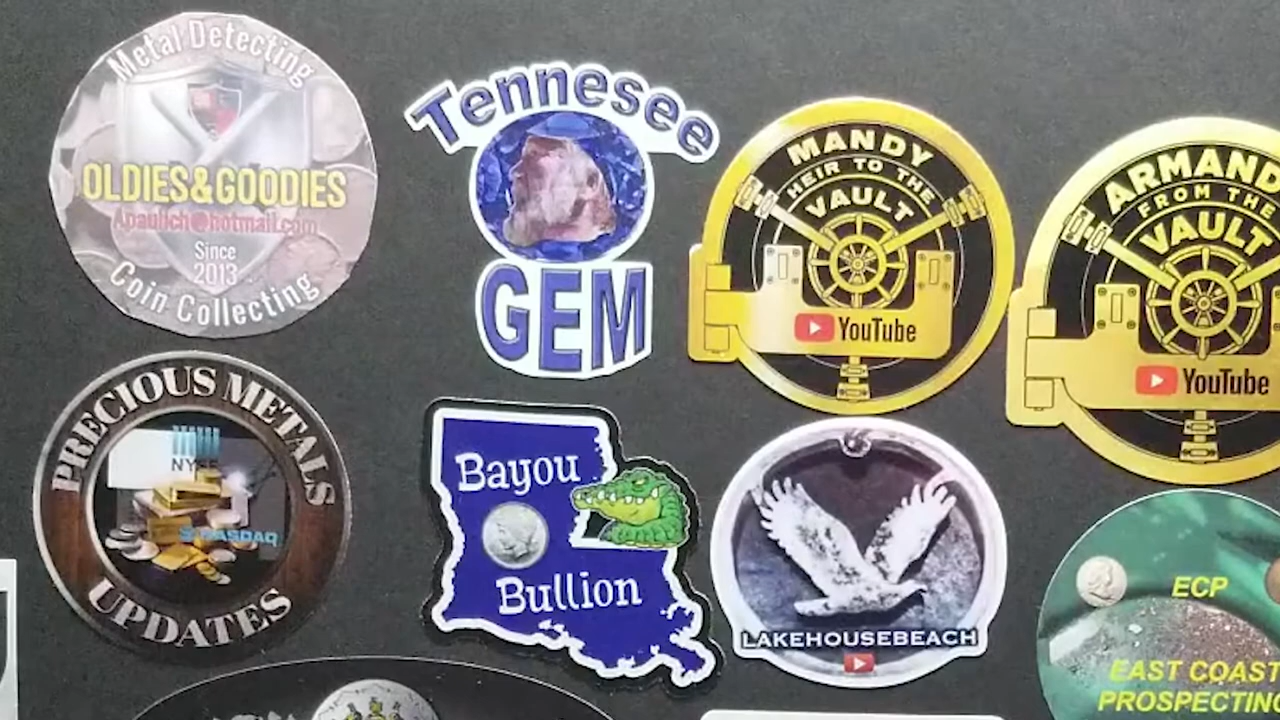 Metal Detecting
OLDIES&GOODIES
Apaulch@hotmail.com
Since
2013
Coin Collecting
Tennesee
GEM
MANDY
HEIR TO THE
VAULT
YouTube
ARMAND
FROM THE
VAULT
YouTube
PRECIOUS METALS
NYSE
NASDAQ
UPDATES
Bayou
Bullion
LAKEHOUSEBEACH
ECP
EAST COAST
PROSPECTING